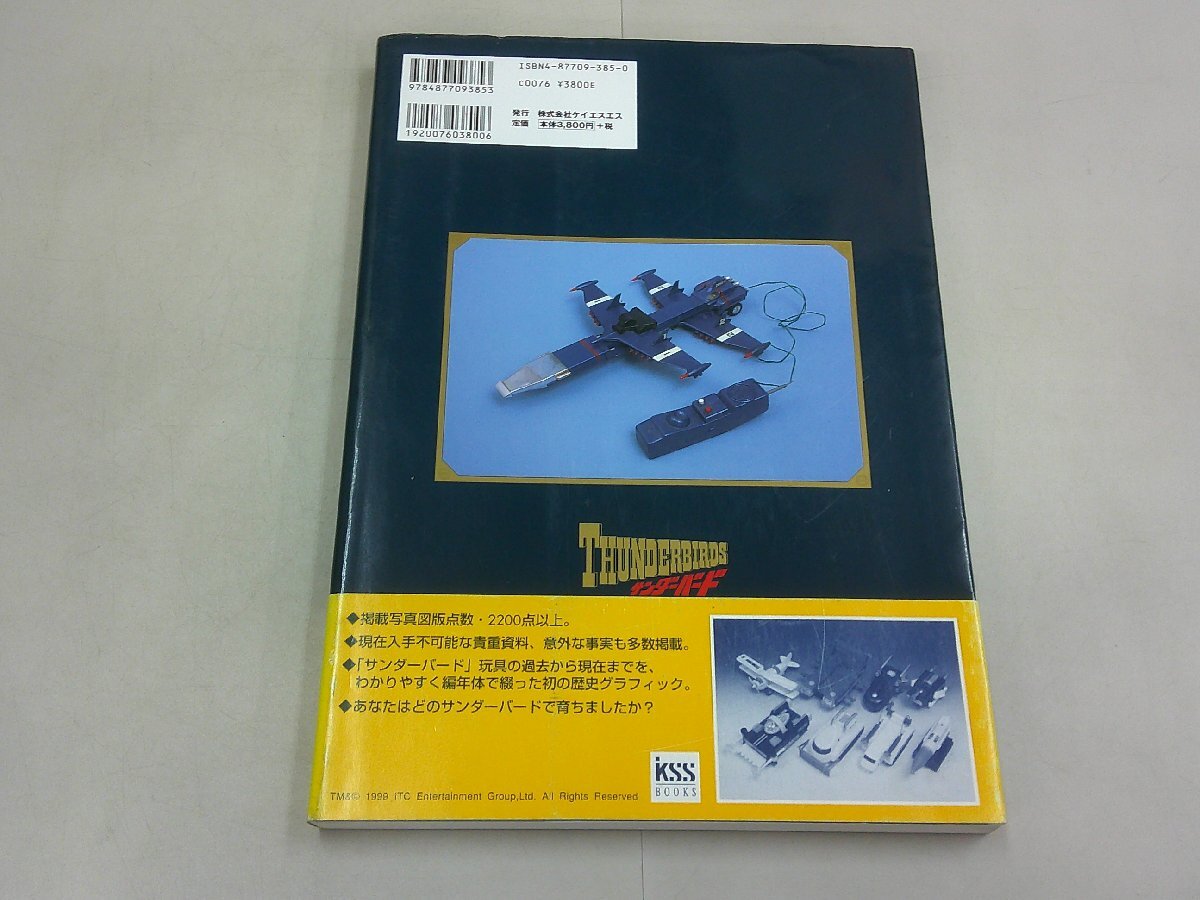 ISBN4-87709-385-0
C0076 ¥3800E
9784877093853
発行 株式会社ケイエスエス
定価 本体3,800円+税
1920076038006
THUNDERBIRDS
サンダーバード
◆掲載写真図版点数・2200点以上。
◆現在入手不可能な貴重資料、意外な事実も多数掲載。
◆「サンダーバード」玩具の過去から現在までを、
わかりやすく編年体で綴った初の歴史グラフィック。
◆あなたはどのサンダーバードで育ちましたか?
KSS
BOOKS
TM&© 1999 ITC Entertainment Group,Ltd. All Rights Reserved